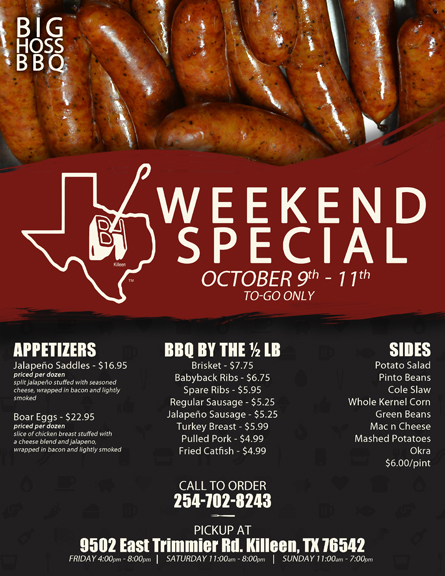 BIG
HOSS
BBQ
WEEKEND
SPECIAL
OCTOBER 9th - 11th
TO-GO ONLY
BH
Killeen
TM
APPETIZERS
Jalapeño Saddles - $16.95
priced per dozen
split jalapeño stuffed with seasoned
cheese, wrapped in bacon and lightly
smoked
Boar Eggs - $22.95
priced per dozen
slice of chicken breast stuffed with
a cheese blend and jalapeno,
wrapped in bacon and lightly smoked
BBQ BY THE ½ LB
Brisket - $7.75
Babyback Ribs - $6.75
Spare Ribs - $5.95
Regular Sausage - $5.25
Jalapeño Sausage - $5.25
Turkey Breast - $5.99
Pulled Pork - $4.99
Fried Catfish - $4.99
SIDES
Potato Salad
Pinto Beans
Cole Slaw
Whole Kernel Corn
Green Beans
Mac n Cheese
Mashed Potatoes
Okra
$6.00/pint
CALL TO ORDER
254-702-8243
PICKUP AT
9502 East Trimmier Rd. Killeen, TX 76542
FRIDAY 4:00pm - 8:00pm | SATURDAY 11:00am - 8:00pm | SUNDAY 11:00am - 7:00pm